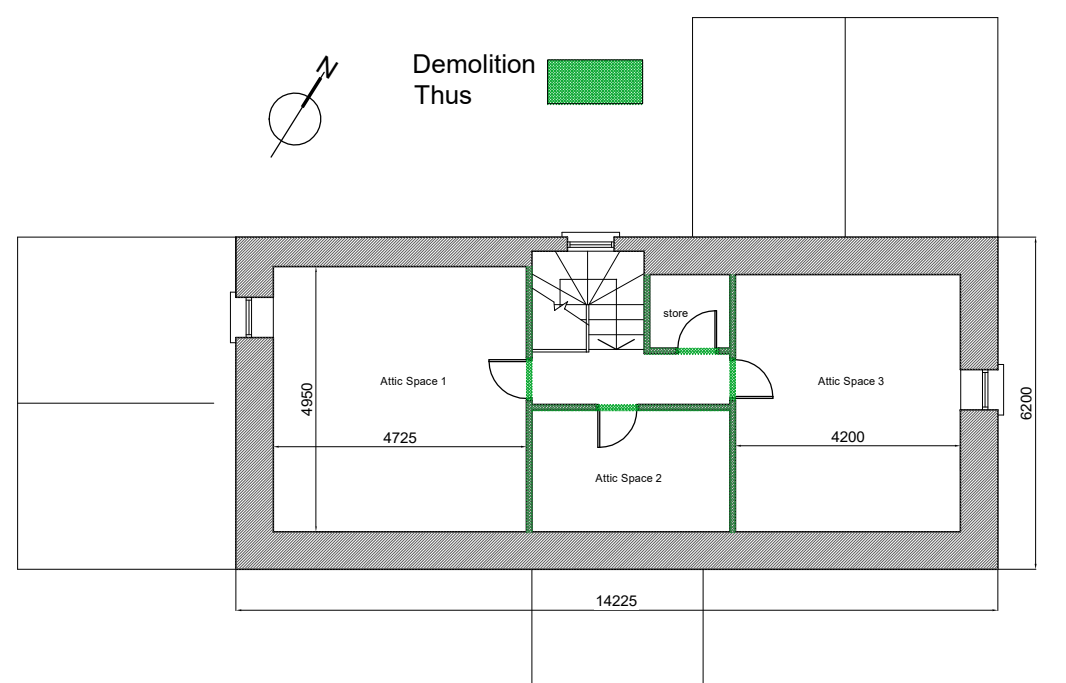 N
Demolition
Thus
store
Attic Space 1
Attic Space 3
4950
6200
4725
4200
Attic Space 2
14225